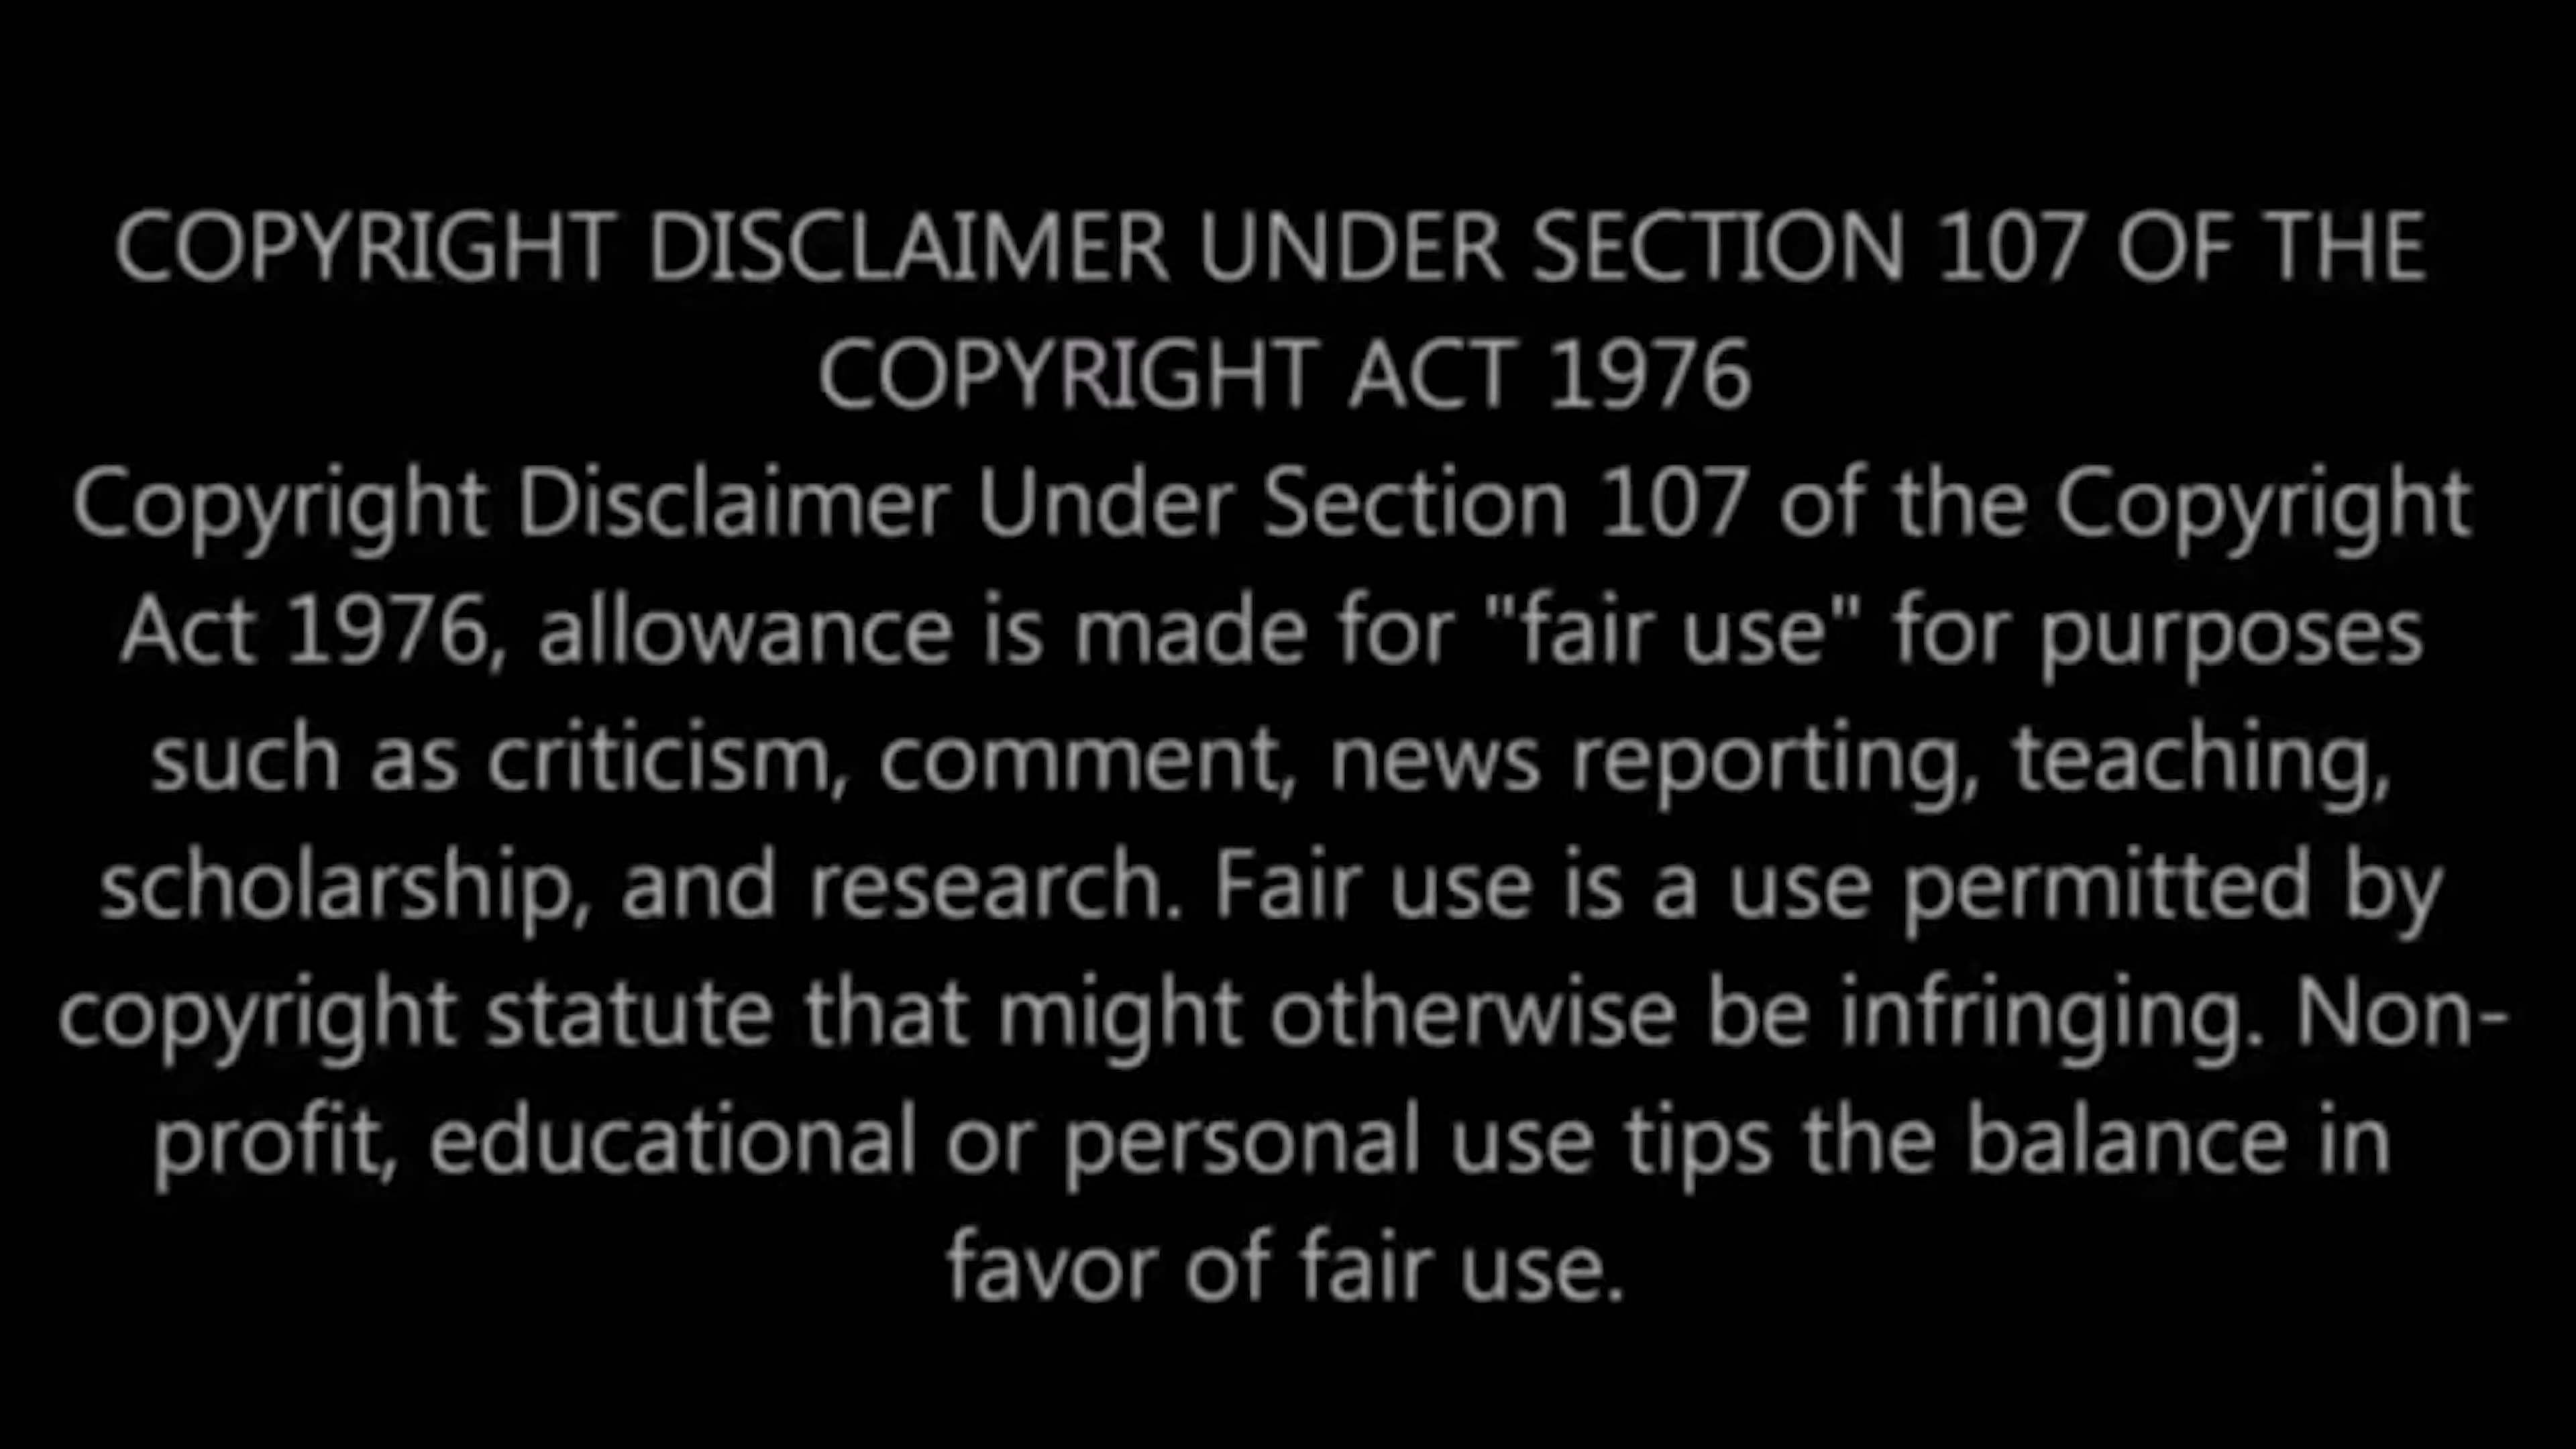 COPYRIGHT DISCLAIMER UNDER SECTION 107 OF THE
COPYRIGHT ACT 1976
Copyright Disclaimer Under Section 107 of the Copyright
Act 1976, allowance is made for "fair use" for purposes
such as criticism, comment, news reporting, teaching,
scholarship, and research. Fair use is a use permitted by
copyright statute that might otherwise be infringing. Non-
profit, educational or personal use tips the balance in
favor of fair use.